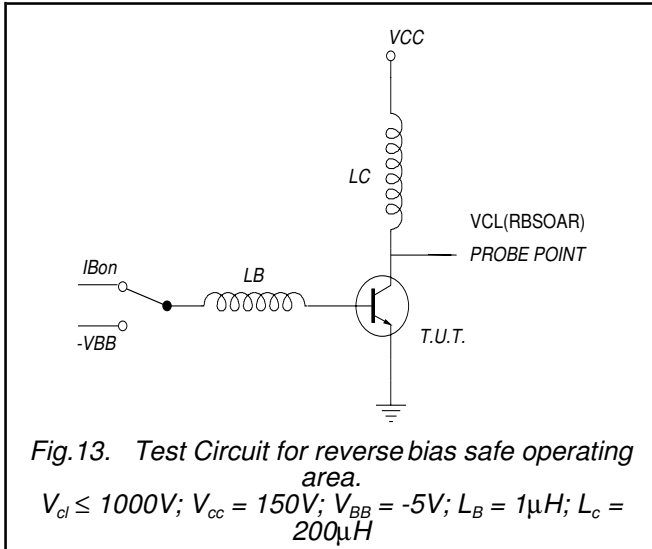 VCC
LC
VCL(RBSOAR)
PROBE POINT
IBon
LB
-VBB
T.U.T.
Fig.13. Test Circuit for reverse bias safe operating
area.
Vcl ≤ 1000V; Vcc = 150V; VBB = -5V; LB = 1μH; Lc =
200μH